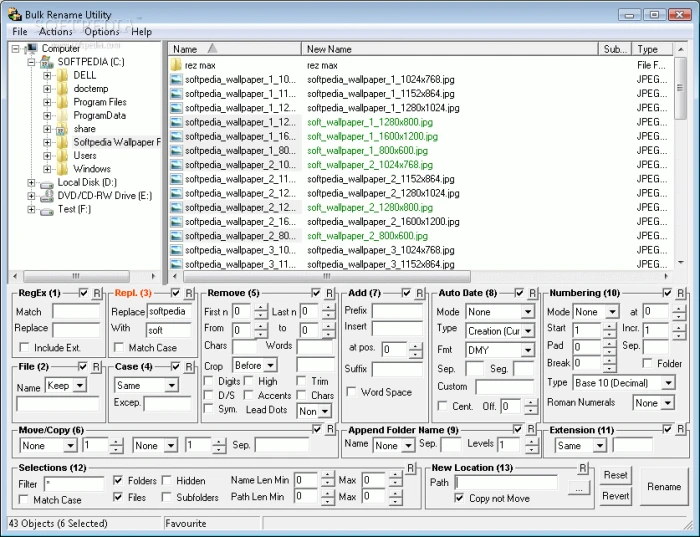 Bulk Rename Utility
File Actions Options Help
Computer
SOFTPEDIA (C:)
DELL
doctemp
Program Files
ProgramData
share
Softpedia Wallpaper F
Users
Windows
Local Disk (D:)
DVD/CD-RW Drive (E:)
Test (F:)
Name New Name Sub... Type
rez max rez max File F...
softpedia_wallpaper_1_10... softpedia_wallpaper_1_1024x768.jpg JPEG...
softpedia_wallpaper_1_11... softpedia_wallpaper_1_1152x864.jpg JPEG...
softpedia_wallpaper_1_12... softpedia_wallpaper_1_1280x1024.jpg JPEG...
softpedia_wallpaper_1_12... soft_wallpaper_1_1280x800.jpg JPEG...
softpedia_wallpaper_1_16... soft_wallpaper_1_1600x1200.jpg JPEG...
softpedia_wallpaper_1_80... soft_wallpaper_1_800x600.jpg JPEG...
softpedia_wallpaper_2_10... soft_wallpaper_2_1024x768.jpg JPEG...
softpedia_wallpaper_2_11... softpedia_wallpaper_2_1152x864.jpg JPEG...
softpedia_wallpaper_2_12... softpedia_wallpaper_2_1280x1024.jpg JPEG...
softpedia_wallpaper_2_12... soft_wallpaper_2_1280x800.jpg JPEG...
softpedia_wallpaper_2_16... softpedia_wallpaper_2_1600x1200.jpg JPEG...
softpedia_wallpaper_2_80... soft_wallpaper_2_800x600.jpg JPEG...
softpedia_wallpaper_3_10... softpedia_wallpaper_3_1024x768.jpg JPEG...
softpedia_wallpaper_3_11... softpedia_wallpaper_3_1152x864.jpg JPEG...
RegEx (1) R
Match
Replace
Include Ext.
Repl. (3) R
Replace softpedia
With soft
Match Case
File (2) R
Name Keep
Case (4) R
Same
Excep.
Remove (5) R
First n 0 Last n 0
From 0 to 0
Chars Words
Crop Before
Digits High Trim
D/S Accents Chars
Sym. Lead Dots Non
Add (7) R
Prefix
Insert
at pos. 0
Suffix
Word Space
Auto Date (8) R
Mode None
Type Creation (Cur
Fmt DMY
Sep. Seg.
Custom
Cent. Off. 0
Numbering (10) R
Mode None at 0
Start 1 Incr. 1
Pad 0 Sep.
Break 0 Folder
Type Base 10 (Decimal)
Roman Numerals None
Move/Copy (6) R
None 1 None 1 Sep.
Append Folder Name (9) R
Name None Sep. Levels 1
Extension (11) R
Same
Selections (12) R
Filter * Folders Hidden Name Len Min 0 Max 0
Match Case Files Subfolders Path Len Min 0 Max 0
New Location (13) R
Path ...
Copy not Move
Reset
Revert
Rename
43 Objects (6 Selected) Favourite